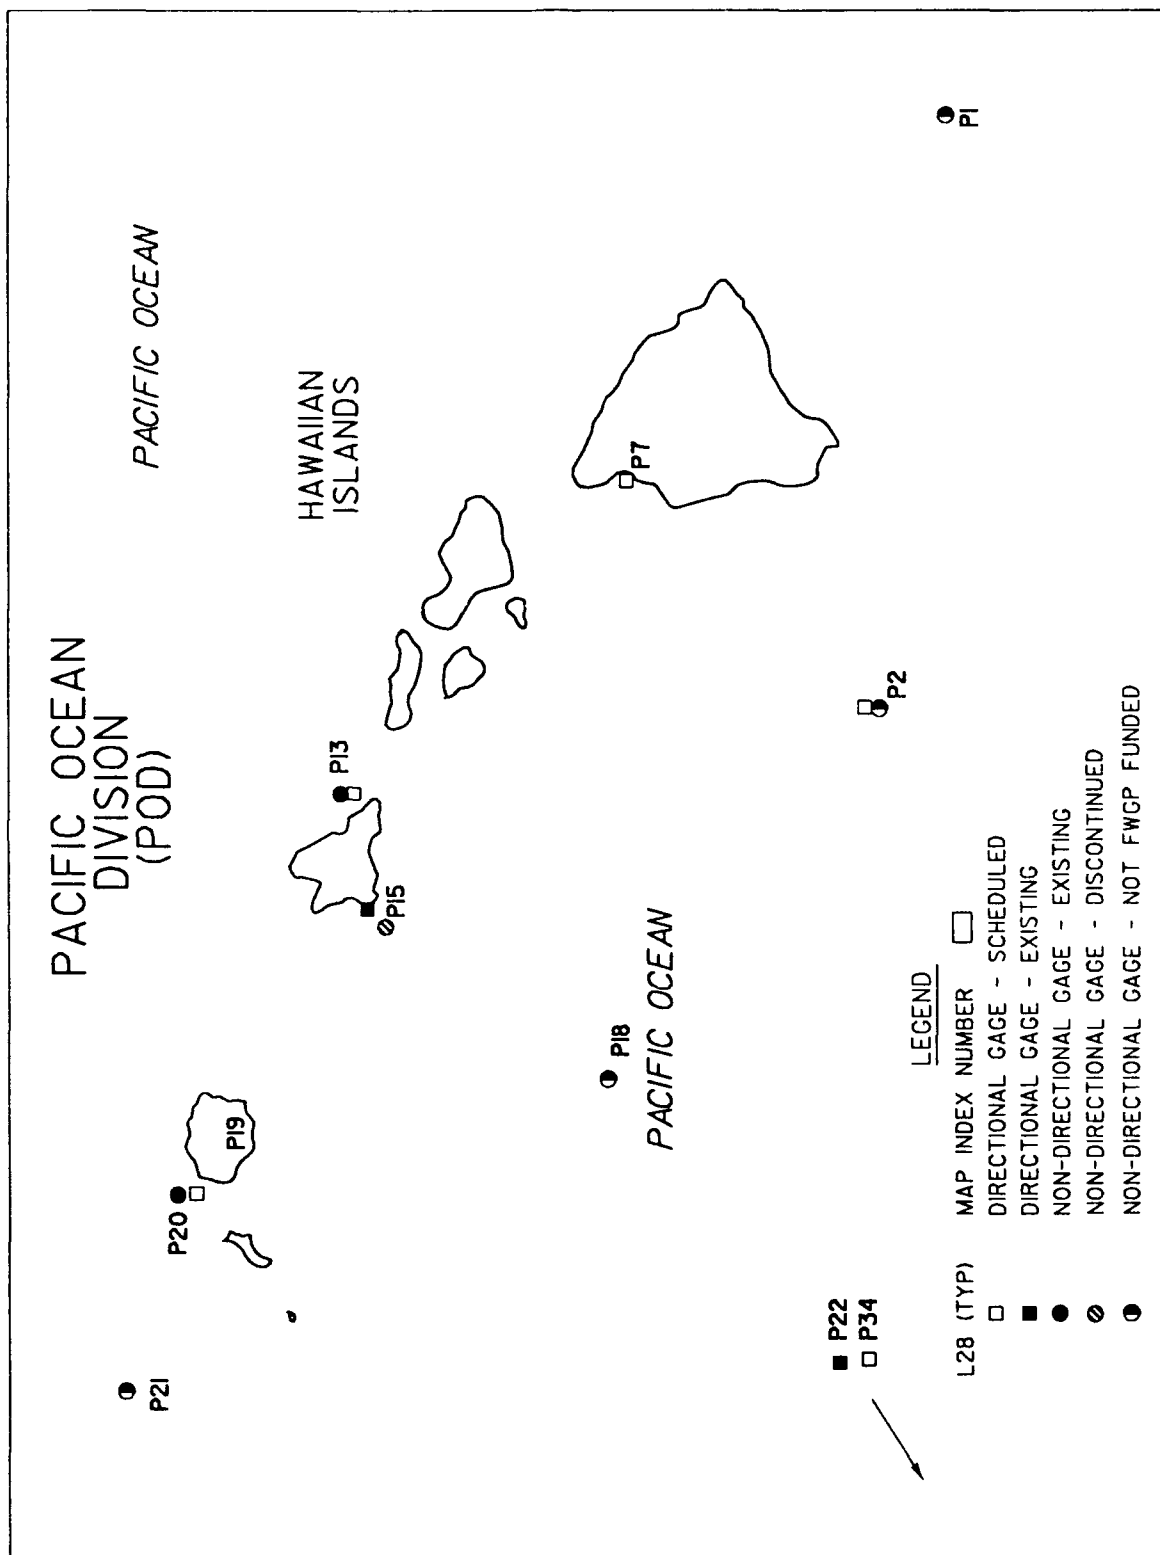 PACIFIC OCEAN
DIVISION
(POD)
PACIFIC OCEAN
HAWAIIAN
ISLANDS
P21
P20
P19
P13
P15
P7
P18
PACIFIC OCEAN
P2
P1
P22
P34
LEGEND
L28 (TYP) MAP INDEX NUMBER
DIRECTIONAL GAGE - SCHEDULED
DIRECTIONAL GAGE - EXISTING
NON-DIRECTIONAL GAGE - EXISTING
NON-DIRECTIONAL GAGE - DISCONTINUED
NON-DIRECTIONAL GAGE - NOT FWGP FUNDED